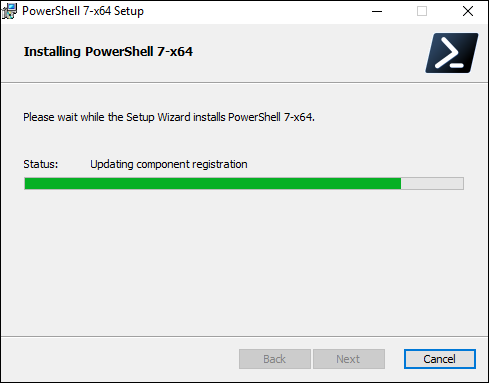 PowerShell 7-x64 Setup
Installing PowerShell 7-x64
Please wait while the Setup Wizard installs PowerShell 7-x64.
Status: Updating component registration
Back Next Cancel